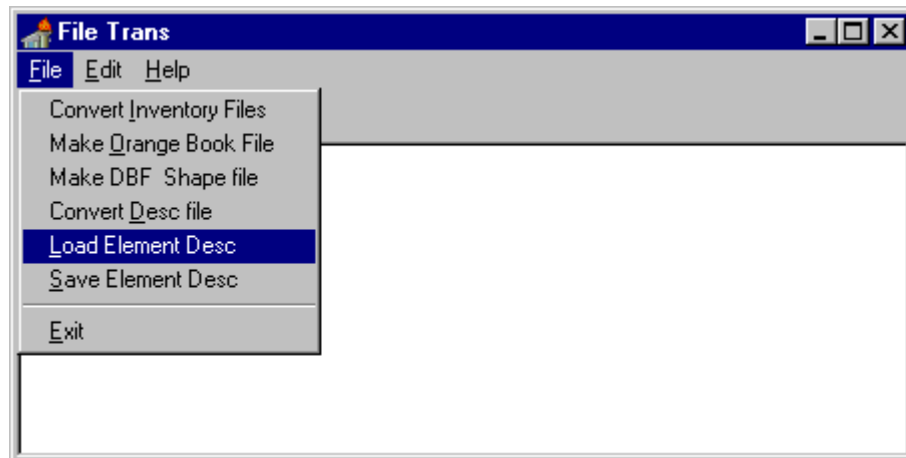 File Trans
File Edit Help
Convert Inventory Files
Make Orange Book File
Make DBF  Shape file
Convert Desc file
Load Element Desc
Save Element Desc
Exit